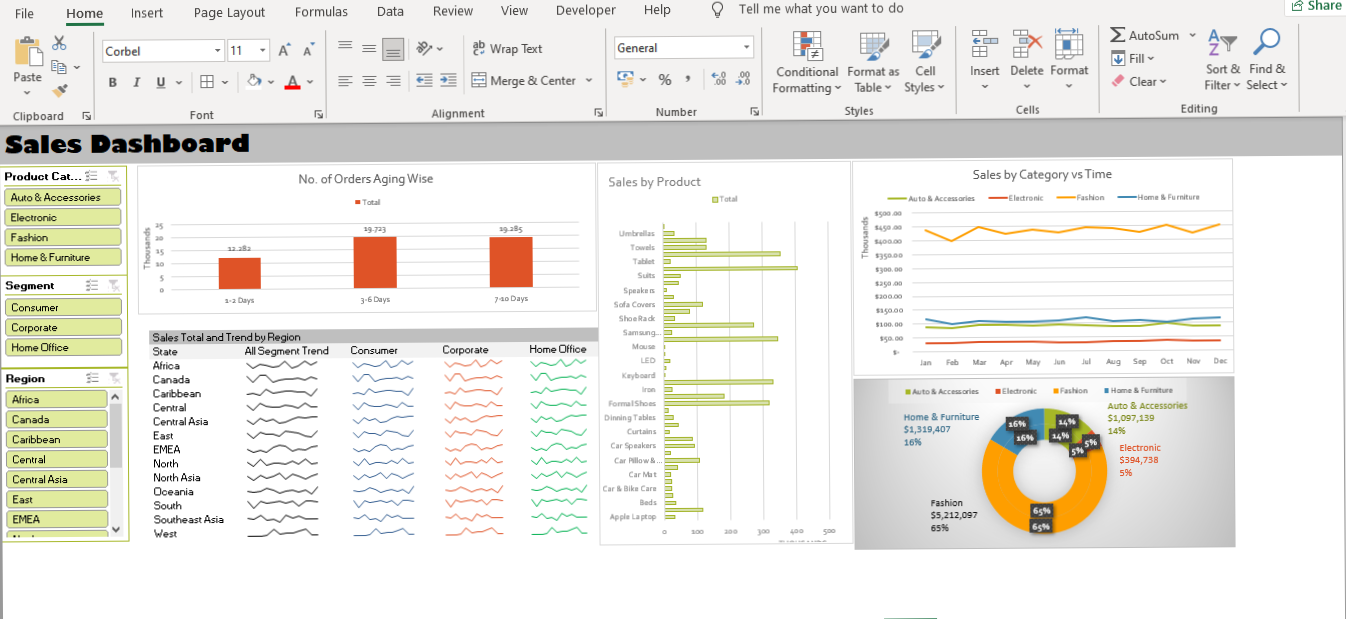 File Home Insert Page Layout Formulas Data Review View Developer Help Tell me what you want to do Share
Paste
Clipboard
Corbel 11
B I U A
Font
ab Wrap Text
Merge & Center
Alignment
General
%
Number
Conditional Formatting
Format as Table
Cell Styles
Styles
Insert Delete Format
Cells
AutoSum
Fill
Clear
Sort & Filter
Find & Select
Editing
Sales Dashboard
Product Cat...
Auto & Accessories
Electronic
Fashion
Home & Furniture
Segment
Consumer
Corporate
Home Office
Region
Africa
Canada
Caribbean
Central
Central Asia
East
EMEA
No. of Orders Aging Wise
Total
Thousands
25
20
15
10
5
0
12.282 19.723 19.285
1-2 Days 3-6 Days 7-10 Days
Sales Total and Trend by Region
State All Segment Trend Consumer Corporate Home Office
Africa
Canada
Caribbean
Central
Central Asia
East
EMEA
North
North Asia
Oceania
South
Southeast Asia
West
Sales by Product
Total
Umbrellas
Towels
Tablet
Suits
Speakers
Sofa Covers
Shoe Rack
Samsung...
Mouse
LED
Keyboard
Iron
Formal Shoes
Dinning Tables
Curtains
Car Speakers
Car Pillow &...
Car Mat
Car & Bike Care
Beds
Apple Laptop
0 100 200 300 400 500
Sales by Category vs Time
Auto & Accessories Electronic Fashion Home & Furniture
Thousands
$500.00
$450.00
$400.00
$350.00
$300.00
$250.00
$200.00
$150.00
$100.00
$50.00
$-
Jan Feb Mar Apr May Jun Jul Aug Sep Oct Nov Dec
Auto & Accessories Electronic Fashion Home & Furniture
Home & Furniture
$1,319,407
16%
Auto & Accessories
$1,097,139
14%
Electronic
$394,738
5%
Fashion
$5,212,097
65%
16%
16%
14%
14%
5%
5%
65%
65%